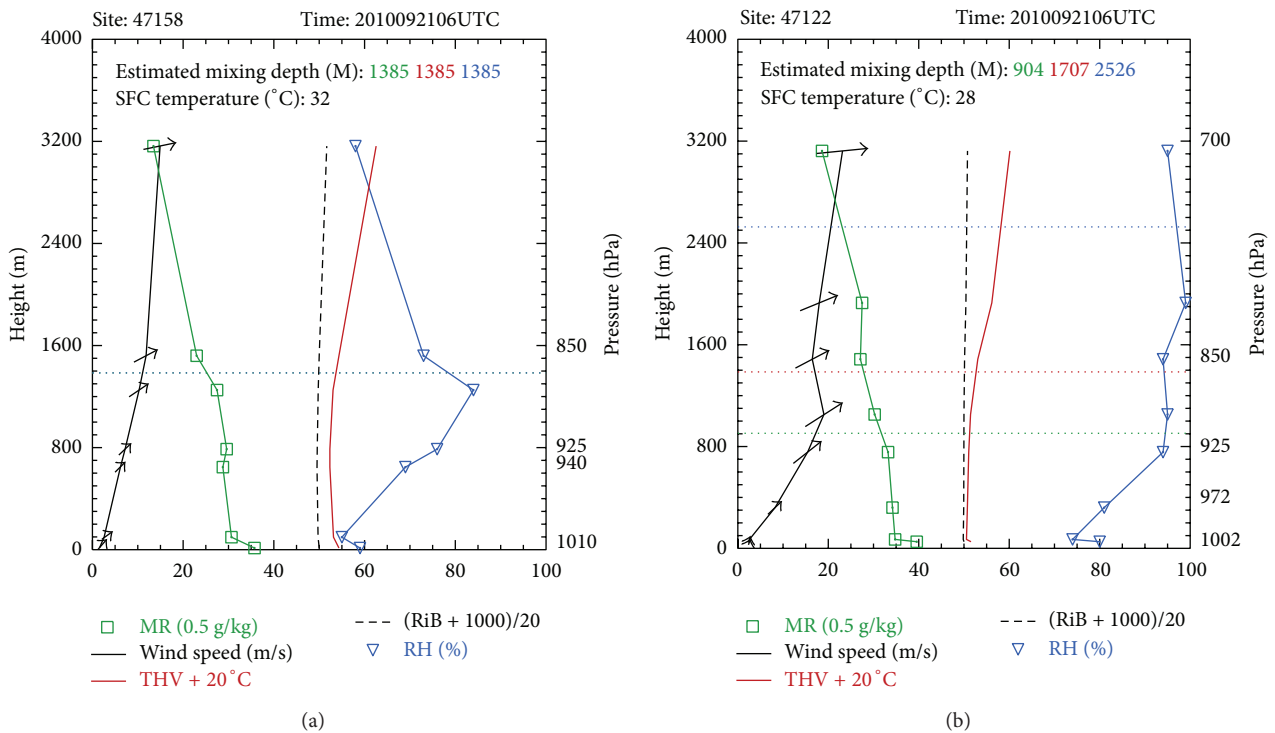 Site: 47158 Time: 2010092106UTC
4000
Estimated mixing depth (M): 1385 1385 1385
SFC temperature (°C): 32
3200
2400
1600
800
0
Height (m)
850
925
940
1010
Pressure (hPa)
0 20 40 60 80 100
MR (0.5 g/kg)
Wind speed (m/s)
THV + 20°C
(RiB + 1000)/20
RH (%)
(a)
Site: 47122 Time: 2010092106UTC
4000
Estimated mixing depth (M): 904 1707 2526
SFC temperature (°C): 28
3200
2400
1600
800
0
Height (m)
700
850
925
972
1002
Pressure (hPa)
0 20 40 60 80 100
MR (0.5 g/kg)
Wind speed (m/s)
THV + 20°C
(RiB + 1000)/20
RH (%)
(b)